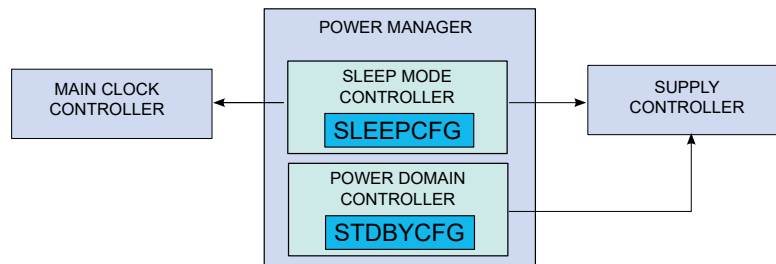 POWER MANAGER
SLEEP MODE
CONTROLLER
SLEEPCFG
MAIN CLOCK
CONTROLLER
SUPPLY
CONTROLLER
POWER DOMAIN
CONTROLLER
STDBYCFG